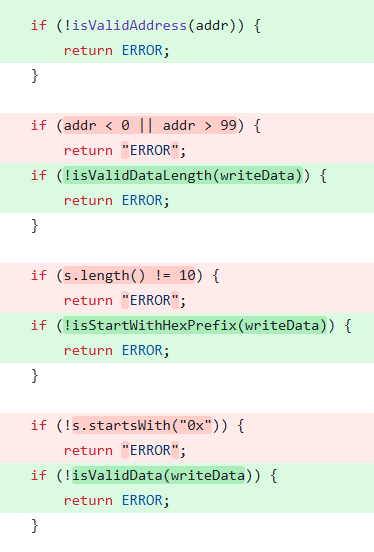 if (!isValidAddress(addr)) {
    return ERROR;
}
if (addr < 0 || addr > 99) {
    return "ERROR";
if (!isValidDataLength(writeData)) {
    return ERROR;
}
if (s.length() != 10) {
    return "ERROR";
if (!isStartWithHexPrefix(writeData)) {
    return ERROR;
}
if (!s.startsWith("0x")) {
    return "ERROR";
if (!isValidData(writeData)) {
    return ERROR;
}